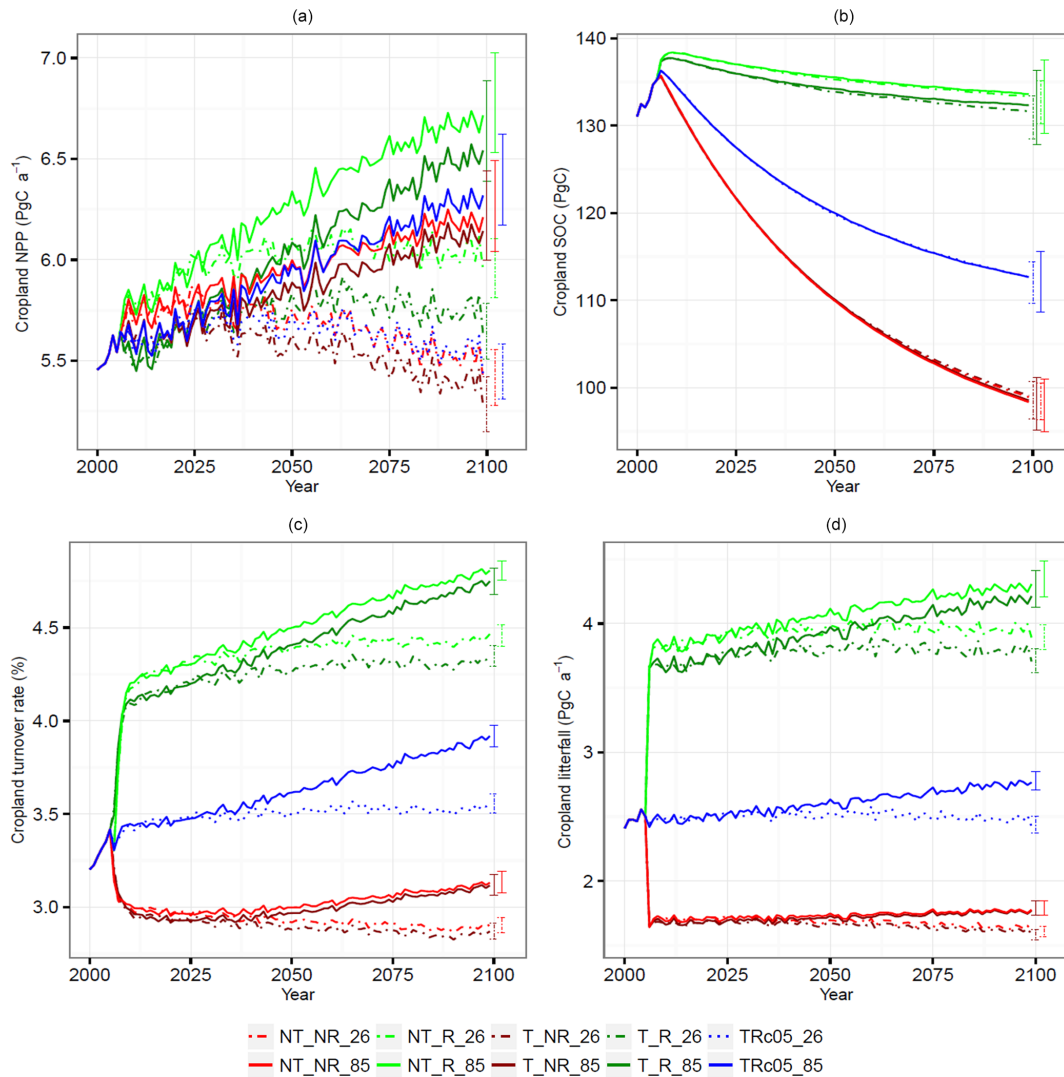 (a)
Cropland NPP (PgC a⁻¹)
7.0
6.5
6.0
5.5
2000 2025 2050 2075 2100
Year
(b)
Cropland SOC (PgC)
140
130
120
110
100
2000 2025 2050 2075 2100
Year
(c)
Cropland turnover rate (%)
4.5
4.0
3.5
3.0
2000 2025 2050 2075 2100
Year
(d)
Cropland litterfall (PgC a⁻¹)
4
3
2
2000 2025 2050 2075 2100
Year
NT_NR_26 NT_R_26 T_NR_26 T_R_26 TRc05_26
NT_NR_85 NT_R_85 T_NR_85 T_R_85 TRc05_85